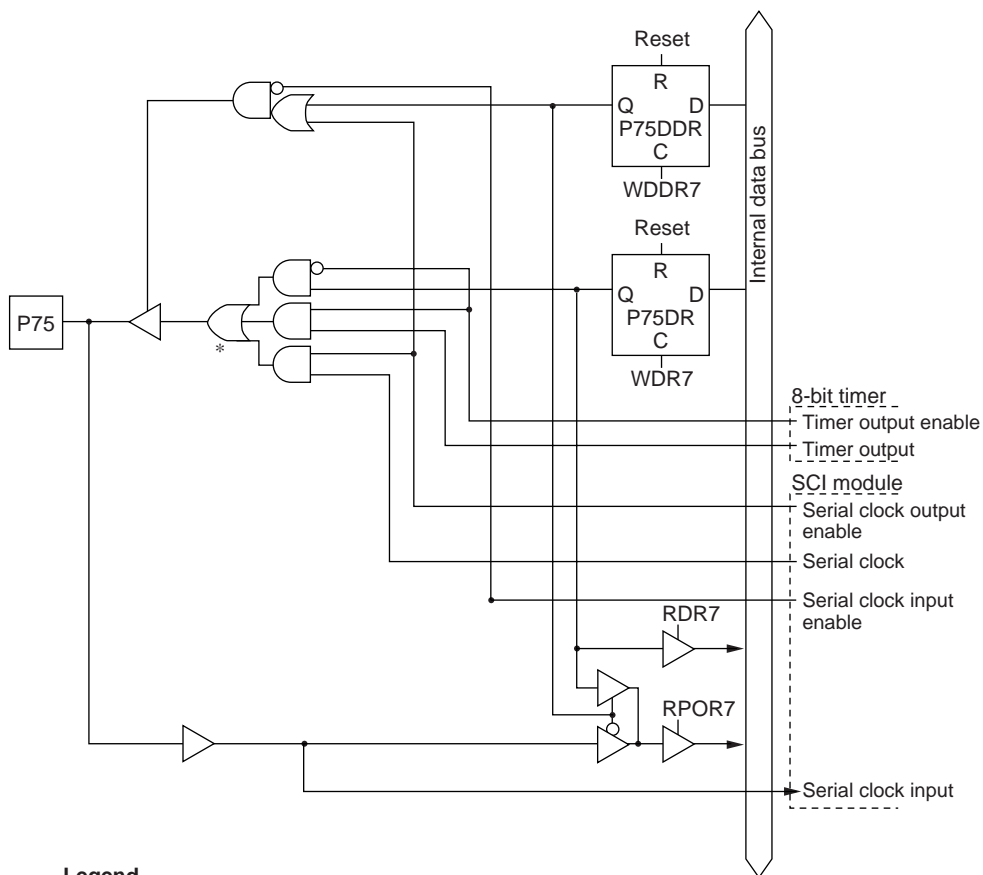 Reset
R
Q D
P75DDR
C
WDDR7
Internal data bus
Reset
R
Q D
P75DR
C
WDR7
P75
*
8-bit timer
Timer output enable
Timer output
SCI module
Serial clock output
enable
Serial clock
Serial clock input
enable
RDR7
RPOR7
Serial clock input
Legend